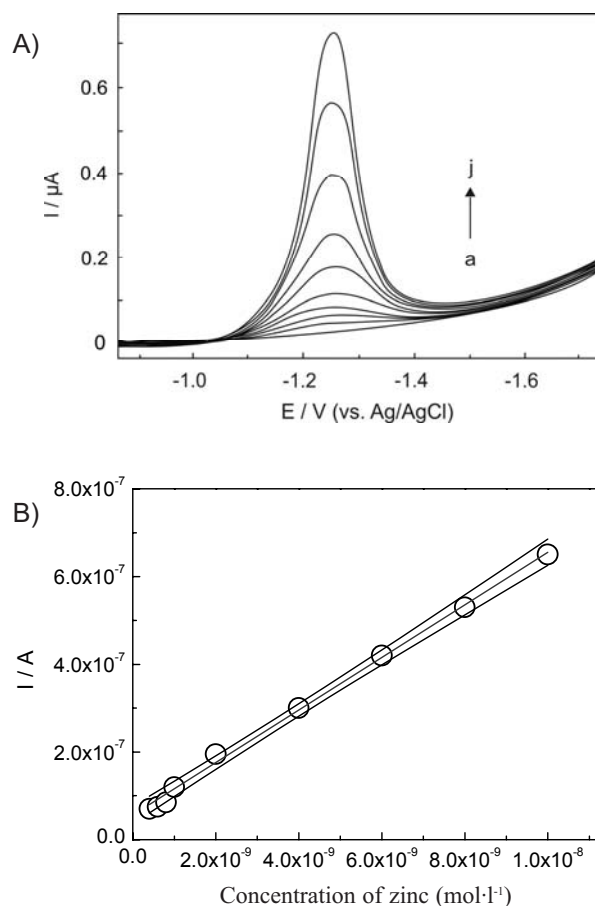 A)
0.6
0.4
0.2
0
I / µA
j
a
-1.0
-1.2
-1.4
-1.6
E / V (vs. Ag/AgCl)
B)
8.0x10⁻⁷
6.0x10⁻⁷
4.0x10⁻⁷
2.0x10⁻⁷
0.0
I / A
0.0
2.0x10⁻⁹
4.0x10⁻⁹
6.0x10⁻⁹
8.0x10⁻⁹
1.0x10⁻⁸
Concentration of zinc (mol·l⁻¹)